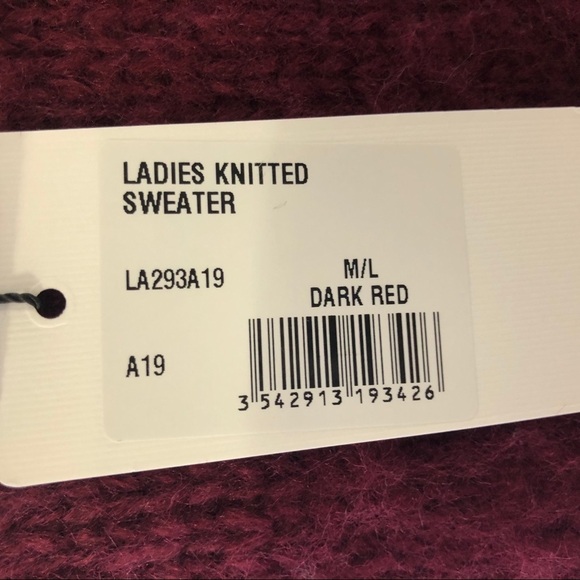 LADIES KNITTED
SWEATER
LA293A19
M/L
DARK RED
A19
3 542913 193426